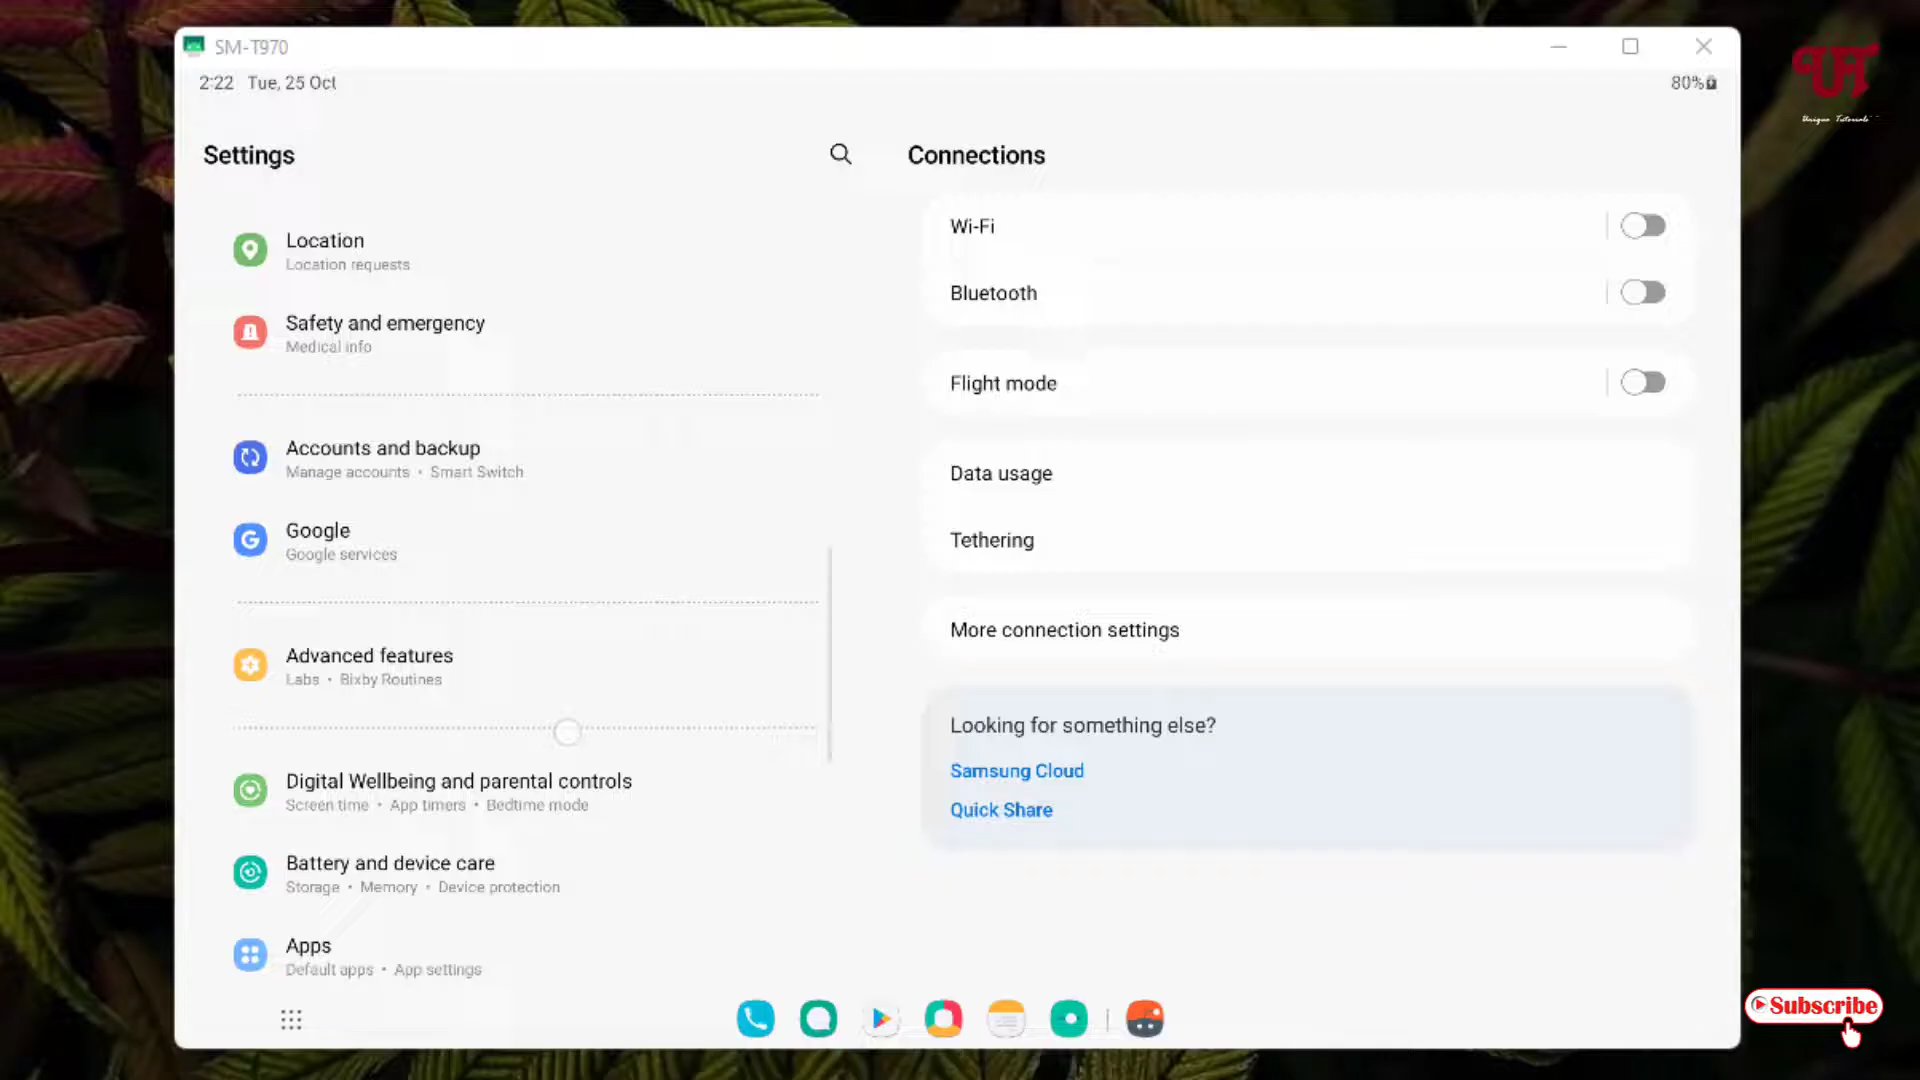 SM-T970
2:22 Tue, 25 Oct
80%
Settings
Location
Location requests
Safety and emergency
Medical info
Accounts and backup
Manage accounts • Smart Switch
Google
Google services
Advanced features
Labs • Bixby Routines
Digital Wellbeing and parental controls
Screen time • App timers • Bedtime mode
Battery and device care
Storage • Memory • Device protection
Apps
Default apps • App settings
Connections
Wi-Fi
Bluetooth
Flight mode
Data usage
Tethering
More connection settings
Looking for something else?
Samsung Cloud
Quick Share
UT
Unique Tutorials
Subscribe